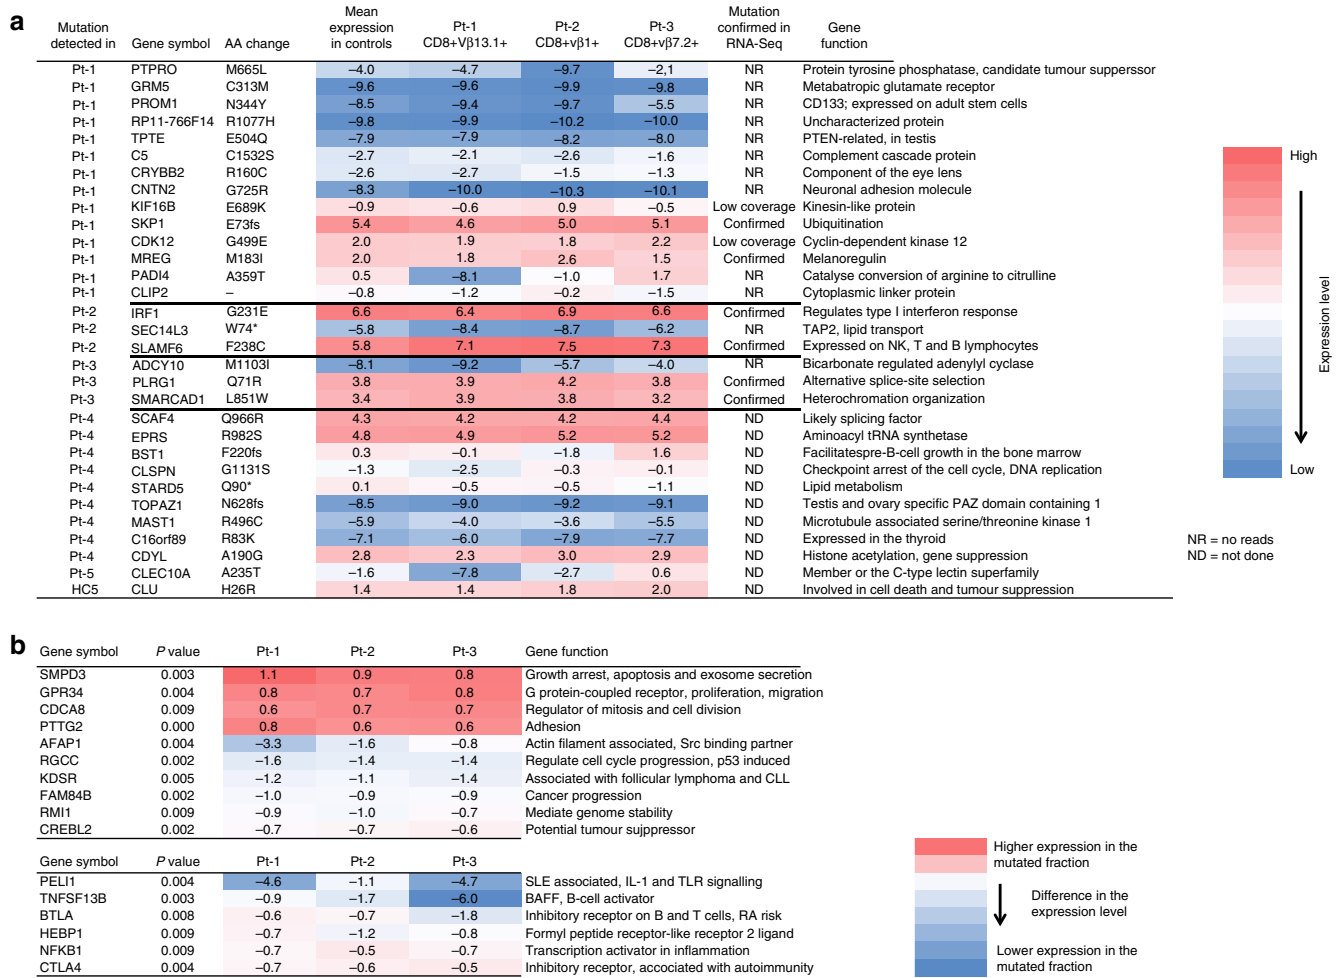 a
Mutation detected in Gene symbol AA change Mean expression in controls Pt-1 CD8+Vβ13.1+ Pt-2 CD8+vβ1+ Pt-3 CD8+vβ7.2+ Mutation confirmed in RNA-Seq Gene function
Pt-1 PTPRO M665L −4.0 −4.7 −9.7 −2,1 NR Protein tyrosine phosphatase, candidate tumour supperssor
Pt-1 GRM5 C313M −9.6 −9.6 −9.9 −9.8 NR Metabatropic glutamate receptor
Pt-1 PROM1 N344Y −8.5 −9.4 −9.7 −5.5 NR CD133; expressed on adult stem cells
Pt-1 RP11-766F14 R1077H −9.8 −9.9 −10.2 −10.0 NR Uncharacterized protein
Pt-1 TPTE E504Q −7.9 −7.9 −8.2 −8.0 NR PTEN-related, in testis
Pt-1 C5 C1532S −2.7 −2.1 −2.6 −1.6 NR Complement cascade protein
Pt-1 CRYBB2 R160C −2.6 −2.7 −1.5 −1.3 NR Component of the eye lens
Pt-1 CNTN2 G725R −8.3 −10.0 −10.3 −10.1 NR Neuronal adhesion molecule
Pt-1 KIF16B E689K −0.9 −0.6 0.9 −0.5 Low coverage Kinesin-like protein
Pt-1 SKP1 E73fs 5.4 4.6 5.0 5.1 Confirmed Ubiquitination
Pt-1 CDK12 G499E 2.0 1.9 1.8 2.2 Low coverage Cyclin-dependent kinase 12
Pt-1 MREG M183I 2.0 1.8 2.6 1.5 Confirmed Melanoregulin
Pt-1 PADI4 A359T 0.5 −8.1 −1.0 1.7 NR Catalyse conversion of arginine to citrulline
Pt-1 CLIP2 – −0.8 −1.2 −0.2 −1.5 NR Cytoplasmic linker protein
Pt-2 IRF1 G231E 6.6 6.4 6.9 6.6 Confirmed Regulates type I interferon response
Pt-2 SEC14L3 W74* −5.8 −8.4 −8.7 −6.2 NR TAP2, lipid transport
Pt-2 SLAMF6 F238C 5.8 7.1 7.5 7.3 Confirmed Expressed on NK, T and B lymphocytes
Pt-3 ADCY10 M1103I −8.1 −9.2 −5.7 −4.0 NR Bicarbonate regulated adenylyl cyclase
Pt-3 PLRG1 Q71R 3.8 3.9 4.2 3.8 Confirmed Alternative splice-site selection
Pt-3 SMARCAD1 L851W 3.4 3.9 3.8 3.2 Confirmed Heterochromation organization
Pt-4 SCAF4 Q966R 4.3 4.2 4.2 4.4 ND Likely splicing factor
Pt-4 EPRS R982S 4.8 4.9 5.2 5.2 ND Aminoacyl tRNA synthetase
Pt-4 BST1 F220fs 0.3 −0.1 −1.8 1.6 ND Facilitatespre-B-cell growth in the bone marrow
Pt-4 CLSPN G1131S −1.3 −2.5 −0.3 −0.1 ND Checkpoint arrest of the cell cycle, DNA replication
Pt-4 STARD5 Q90* 0.1 −0.5 −0.5 −1.1 ND Lipid metabolism
Pt-4 TOPAZ1 N628fs −8.5 −9.0 −9.2 −9.1 ND Testis and ovary specific PAZ domain containing 1
Pt-4 MAST1 R496C −5.9 −4.0 −3.6 −5.5 ND Microtubule associated serine/threonine kinase 1
Pt-4 C16orf89 R83K −7.1 −6.0 −7.9 −7.7 ND Expressed in the thyroid
Pt-4 CDYL A190G 2.8 2.3 3.0 2.9 ND Histone acetylation, gene suppression
Pt-5 CLEC10A A235T −1.6 −7.8 −2.7 0.6 ND Member or the C-type lectin superfamily
HC5 CLU H26R 1.4 1.4 1.8 2.0 ND Involved in cell death and tumour suppression
High
Expression level
Low
NR = no reads
ND = not done
b
Gene symbol P value Pt-1 Pt-2 Pt-3 Gene function
SMPD3 0.003 1.1 0.9 0.8 Growth arrest, apoptosis and exosome secretion
GPR34 0.004 0.8 0.7 0.8 G protein-coupled receptor, proliferation, migration
CDCA8 0.009 0.6 0.7 0.7 Regulator of mitosis and cell division
PTTG2 0.000 0.8 0.6 0.6 Adhesion
AFAP1 0.004 −3.3 −1.6 −0.8 Actin filament associated, Src binding partner
RGCC 0.002 −1.6 −1.4 −1.4 Regulate cell cycle progression, p53 induced
KDSR 0.005 −1.2 −1.1 −1.4 Associated with follicular lymphoma and CLL
FAM84B 0.002 −1.0 −0.9 −0.9 Cancer progression
RMI1 0.009 −0.9 −1.0 −0.7 Mediate genome stability
CREBL2 0.002 −0.7 −0.7 −0.6 Potential tumour sujppressor
Gene symbol P value Pt-1 Pt-2 Pt-3
PELI1 0.004 −4.6 −1.1 −4.7 SLE associated, IL-1 and TLR signalling
TNFSF13B 0.003 −0.9 −1.7 −6.0 BAFF, B-cell activator
BTLA 0.008 −0.6 −0.7 −1.8 Inhibitory receptor on B and T cells, RA risk
HEBP1 0.009 −0.7 −1.2 −0.8 Formyl peptide receptor-like receptor 2 ligand
NFKB1 0.009 −0.7 −0.5 −0.7 Transcription activator in inflammation
CTLA4 0.004 −0.7 −0.6 −0.5 Inhibitory receptor, accociated with autoimmunity
Higher expression in the
mutated fraction
Difference in the
expression level
Lower expression in the
mutated fraction